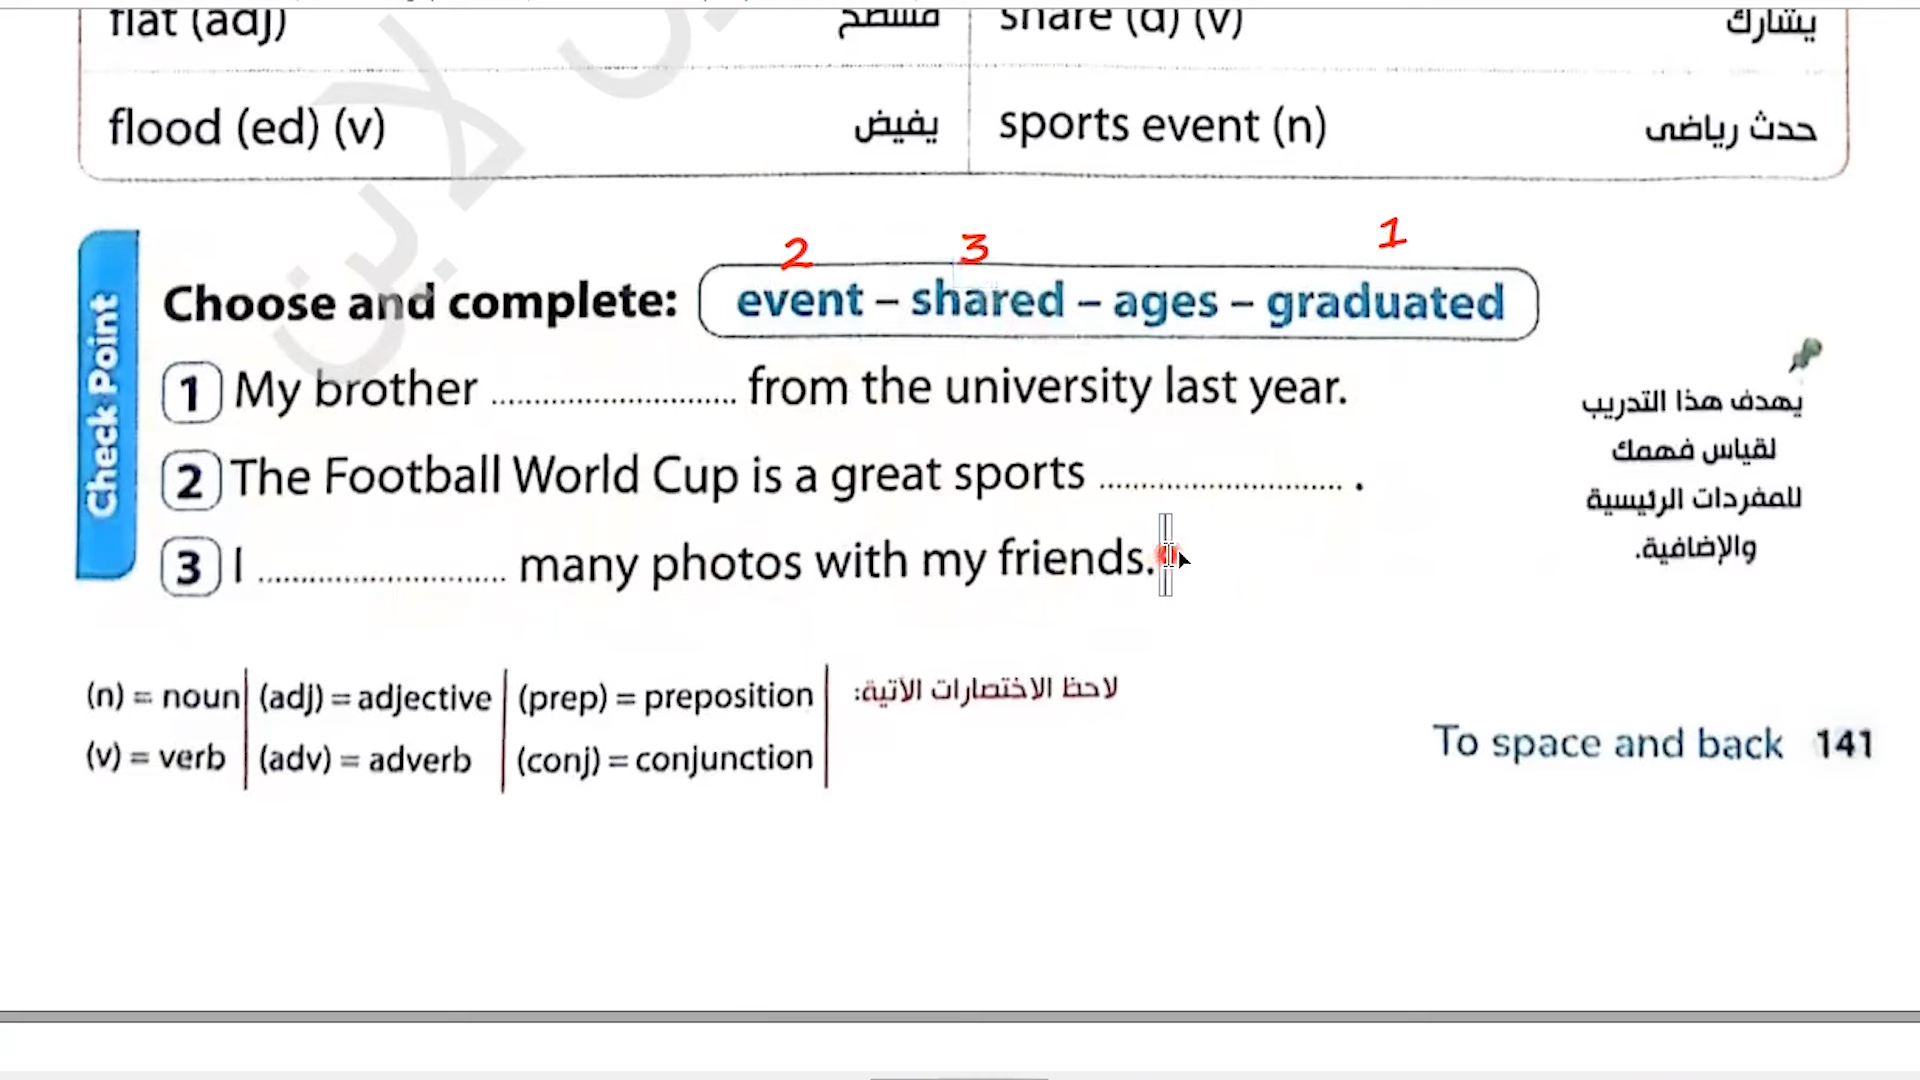 flat (adj) مسطح share (d) (v) يشارك
flood (ed) (v) يفيض sports event (n) حدث رياضى
2 3 1
Check Point
Choose and complete: event – shared – ages – graduated
1 My brother ........................... from the university last year.
2 The Football World Cup is a great sports ........................... .
3 I ........................... many photos with my friends.
يهدف هذا التدريب
لقياس فهمك
للمفردات الرئيسية
والإضافية.
(n) = noun (adj) = adjective (prep) = preposition لاحظ الاختصارات الآتية:
(v) = verb (adv) = adverb (conj) = conjunction
To space and back 141